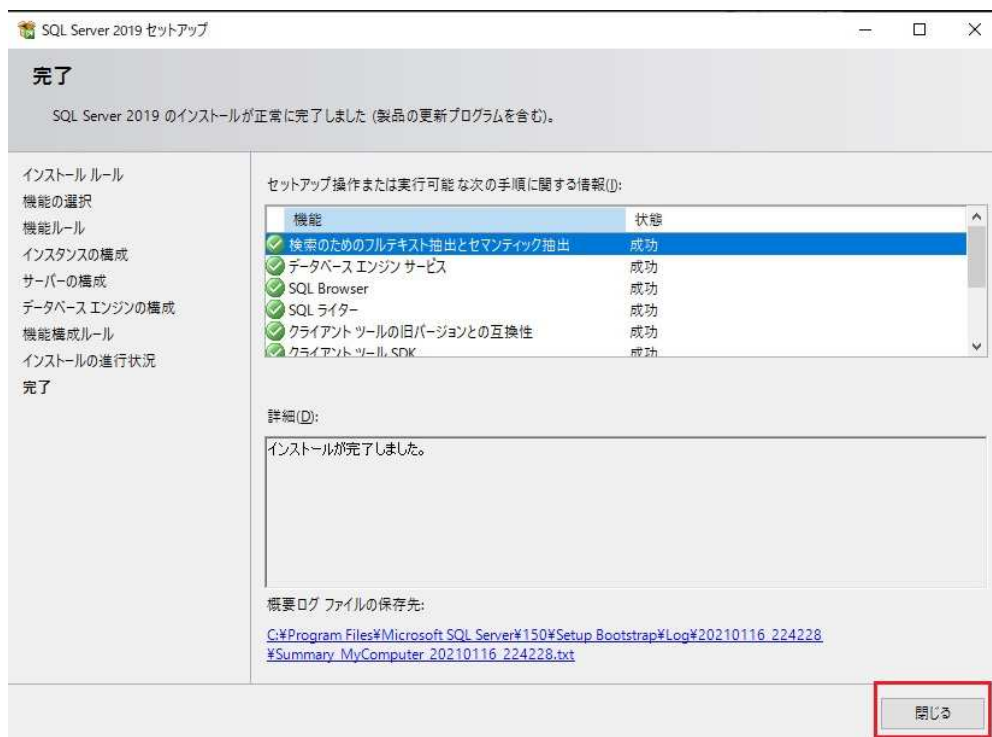 SQL Server 2019 セットアップ
完了
SQL Server 2019 のインストールが正常に完了しました (製品の更新プログラムを含む)。
インストール ルール
機能の選択
機能ルール
インスタンスの構成
サーバーの構成
データベース エンジンの構成
機能構成ルール
インストールの進行状況
完了
セットアップ操作または実行可能な次の手順に関する情報(I):
機能 状態
検索のためのフルテキスト抽出とセマンティック抽出 成功
データベース エンジン サービス 成功
SQL Browser 成功
SQL ライター 成功
クライアント ツールの旧バージョンとの互換性 成功
クライアント ツール SDK 成功
詳細(D):
インストールが完了しました。
概要ログ ファイルの保存先:
C:¥Program Files¥Microsoft SQL Server¥150¥Setup Bootstrap¥Log¥20210116_224228
¥Summary_MyComputer_20210116_224228.txt
閉じる